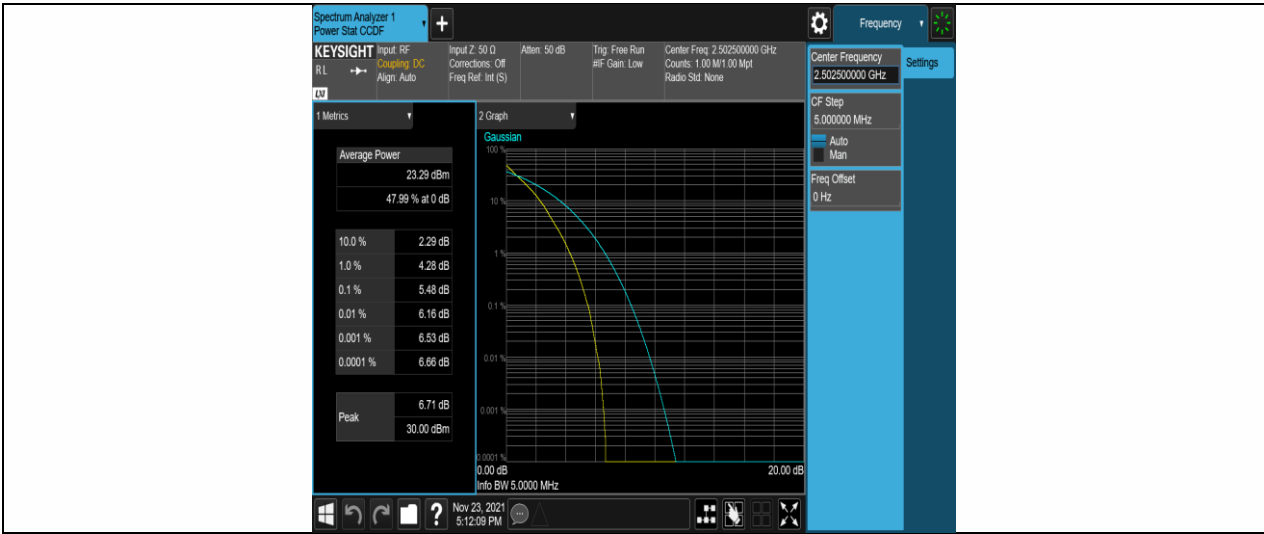 Spectrum Analyzer 1
Power Stat CCDF
Frequency
KEYSIGHT
Input: RF
Coupling: DC
Align: Auto
Input Z: 50 Ω
Corrections: Off
Freq Ref: Int (S)
Atten: 50 dB
Trig: Free Run
#IF Gain: Low
Center Freq: 2.502500000 GHz
Counts: 1.00 M/1.00 Mpt
Radio Std: None
R L
LXI
Center Frequency
2.502500000 GHz
Settings
CF Step
5.000000 MHz
Auto
Man
Freq Offset
0 Hz
1 Metrics
Average Power
23.29 dBm
47.99 % at 0 dB
10.0 % 2.29 dB
1.0 % 4.28 dB
0.1 % 5.48 dB
0.01 % 6.16 dB
0.001 % 6.53 dB
0.0001 % 6.66 dB
Peak
6.71 dB
30.00 dBm
2 Graph
Gaussian
100 %
10 %
1 %
0.1 %
0.01 %
0.001 %
0.0001 %
0.00 dB 20.00 dB
Info BW 5.0000 MHz
?
Nov 23, 2021
5:12:09 PM